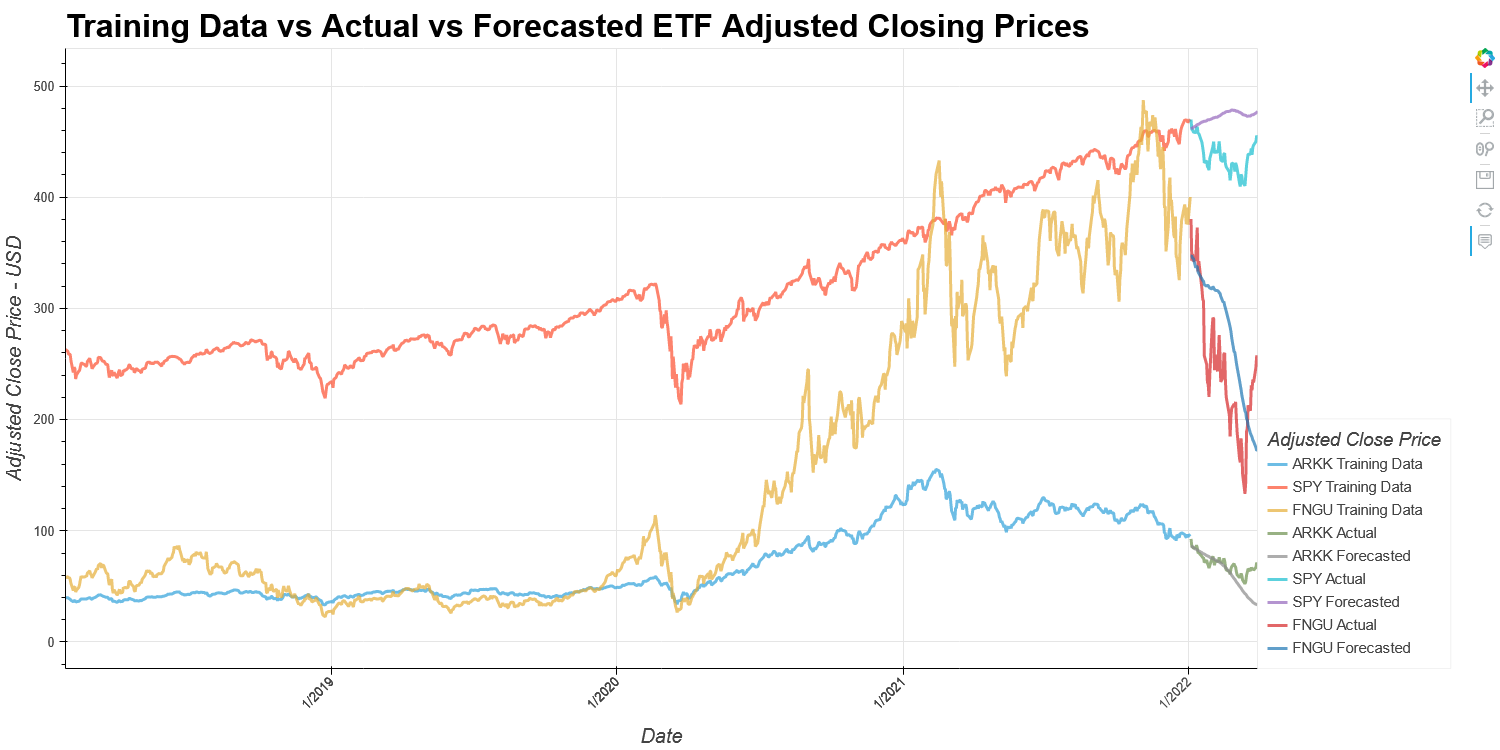 Training Data vs Actual vs Forecasted ETF Adjusted Closing Prices
Adjusted Close Price - USD
500
400
300
200
100
0
1/2019
1/2020
1/2021
1/2022
Date
Adjusted Close Price
ARKK Training Data
SPY Training Data
FNGU Training Data
ARKK Actual
ARKK Forecasted
SPY Actual
SPY Forecasted
FNGU Actual
FNGU Forecasted